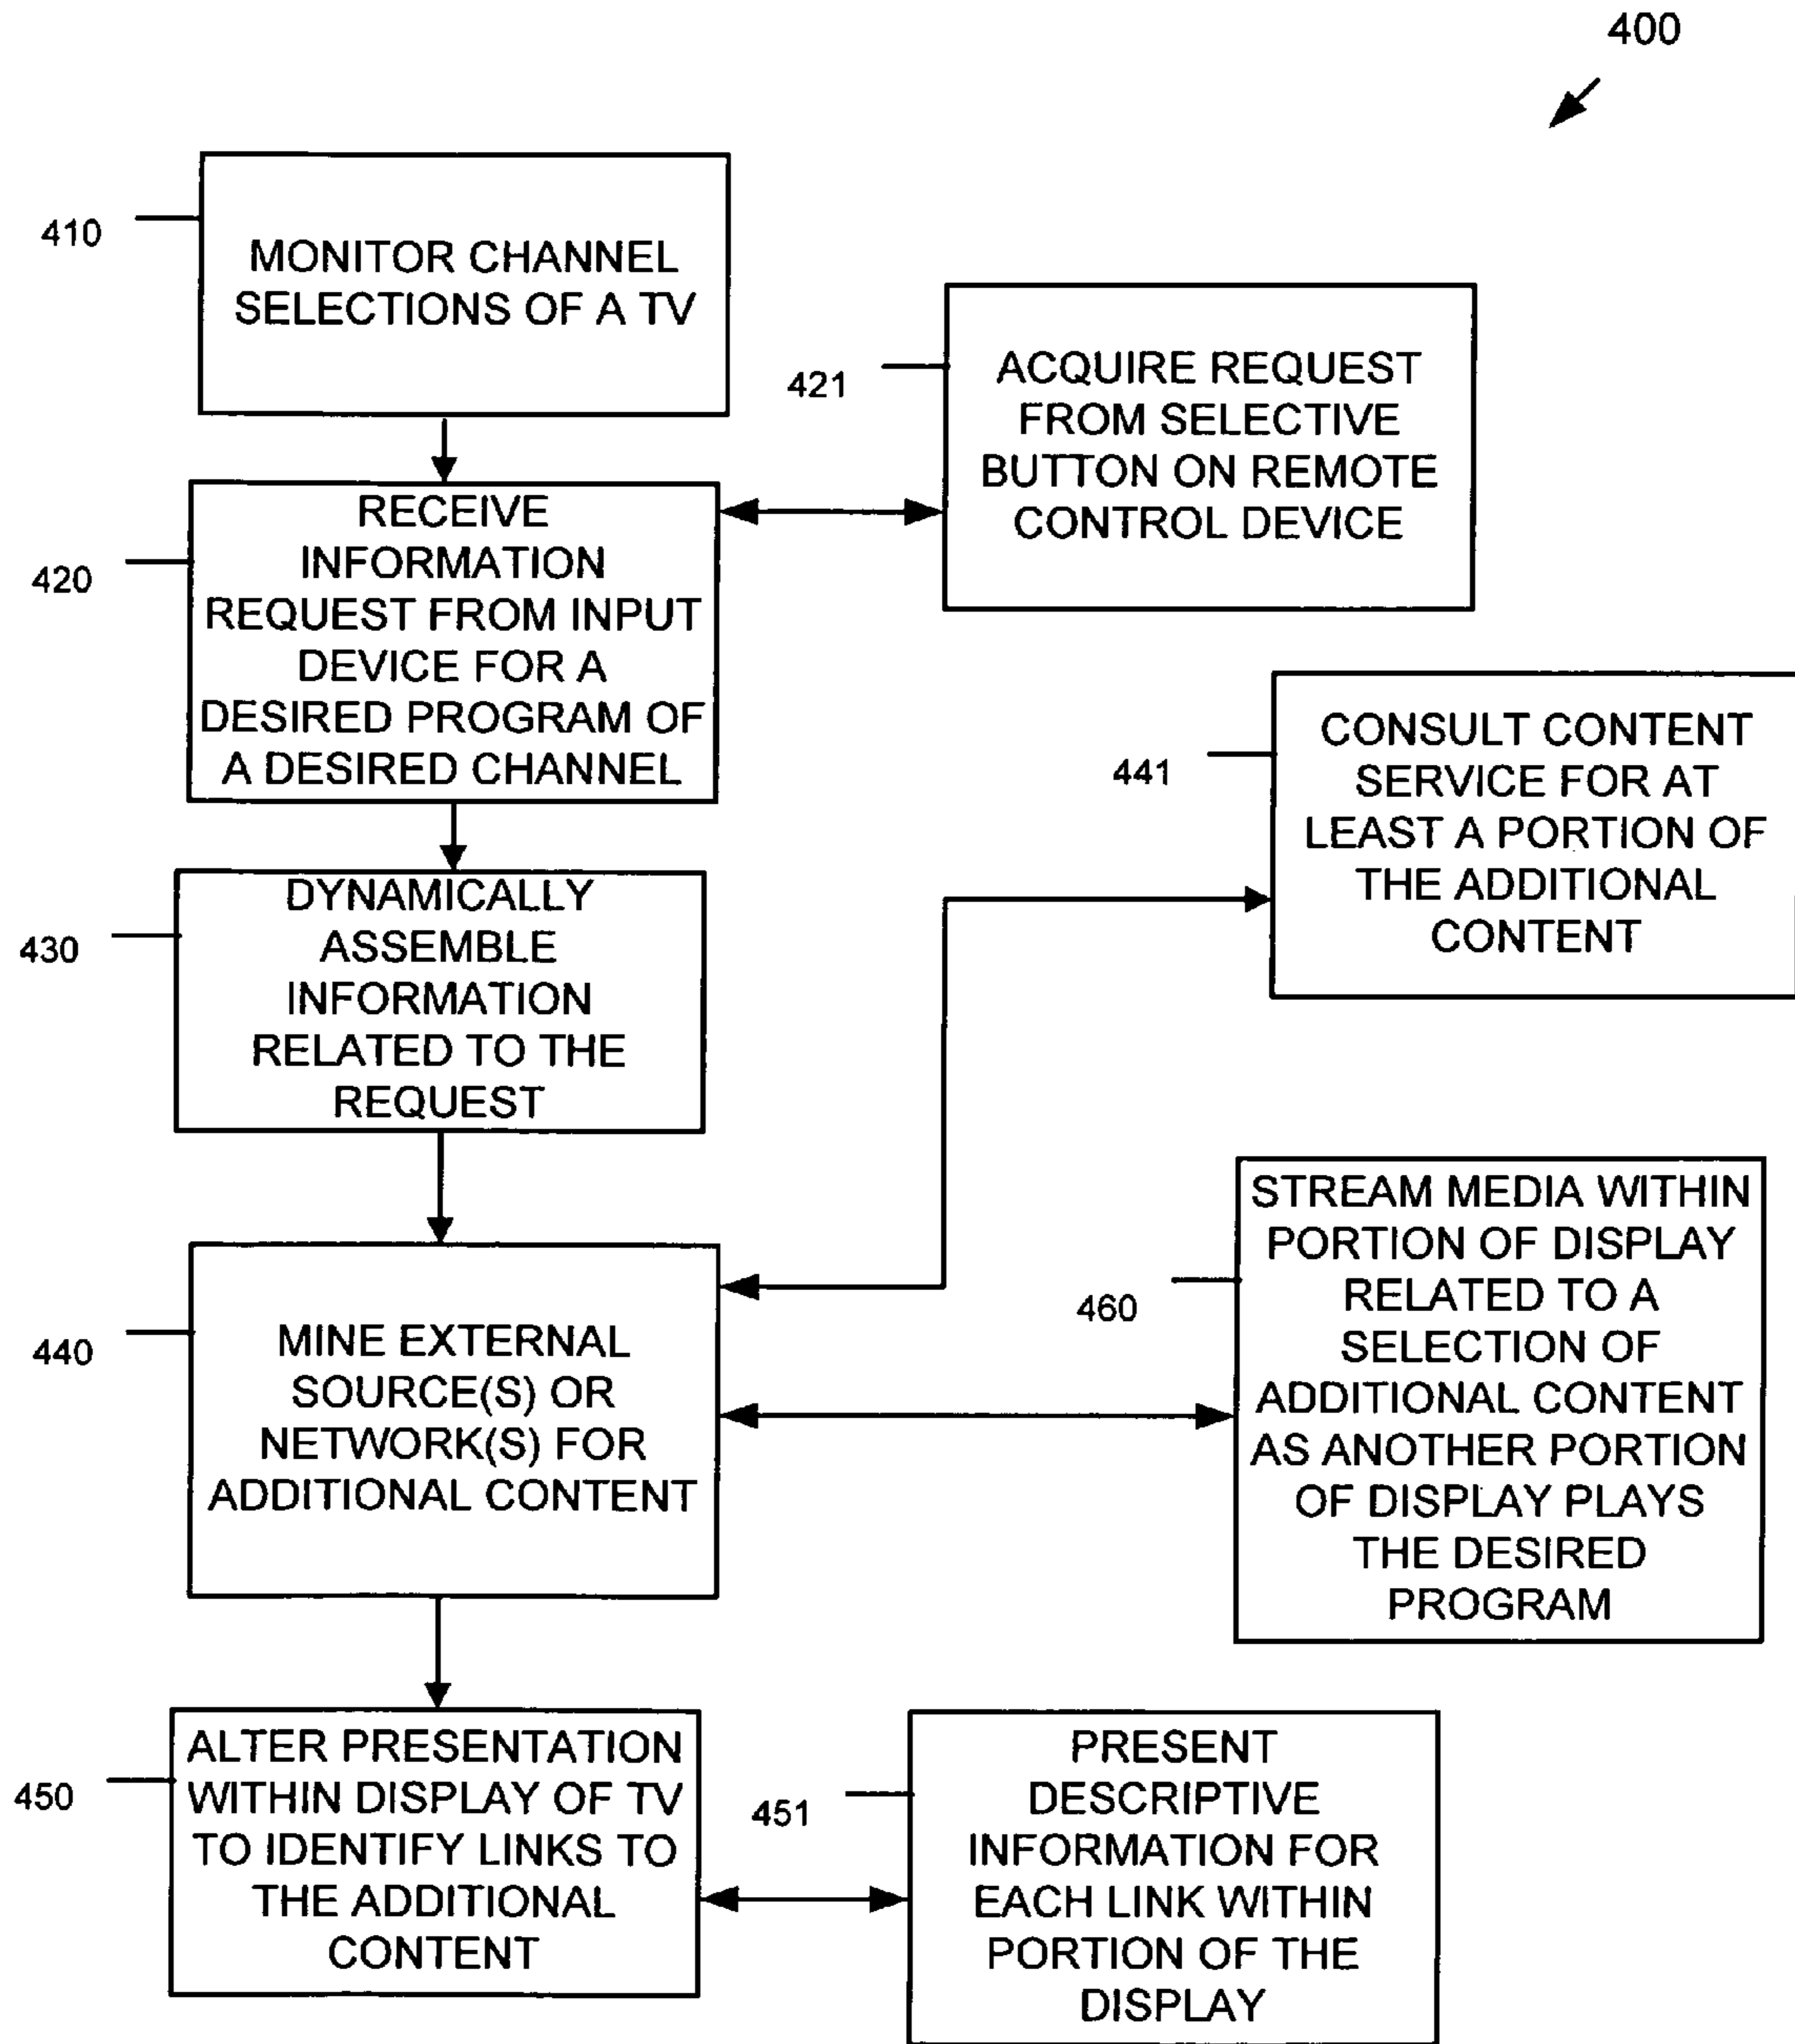 400
410
MONITOR CHANNEL
SELECTIONS OF A TV
421
ACQUIRE REQUEST
FROM SELECTIVE
BUTTON ON REMOTE
CONTROL DEVICE
420
RECEIVE
INFORMATION
REQUEST FROM INPUT
DEVICE FOR A
DESIRED PROGRAM OF
A DESIRED CHANNEL
441
CONSULT CONTENT
SERVICE FOR AT
LEAST A PORTION OF
THE ADDITIONAL
CONTENT
430
DYNAMICALLY
ASSEMBLE
INFORMATION
RELATED TO THE
REQUEST
440
MINE EXTERNAL
SOURCE(S) OR
NETWORK(S) FOR
ADDITIONAL CONTENT
460
STREAM MEDIA WITHIN
PORTION OF DISPLAY
RELATED TO A
SELECTION OF
ADDITIONAL CONTENT
AS ANOTHER PORTION
OF DISPLAY PLAYS
THE DESIRED
PROGRAM
450
ALTER PRESENTATION
WITHIN DISPLAY OF TV
TO IDENTIFY LINKS TO
THE ADDITIONAL
CONTENT
451
PRESENT
DESCRIPTIVE
INFORMATION FOR
EACH LINK WITHIN
PORTION OF THE
DISPLAY